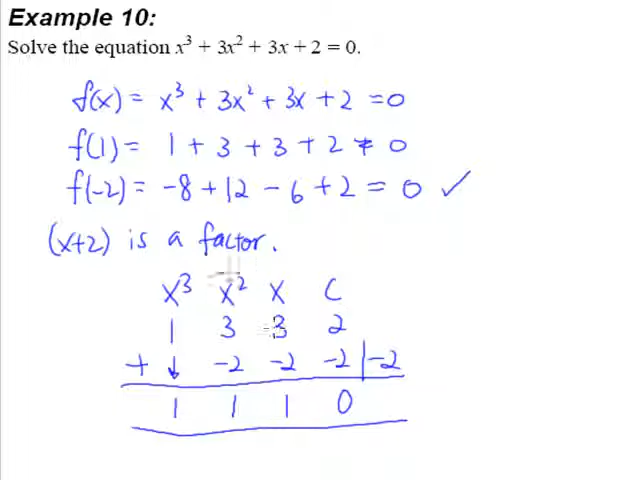 Example 10:
Solve the equation x³ + 3x² + 3x + 2 = 0.
f(x) = x³ + 3x² + 3x + 2 = 0
f(1) = 1 + 3 + 3 + 2 ≠ 0
f(-2) = -8 + 12 - 6 + 2 = 0 ✓
(x+2) is a factor.
x³ x² x C
1 3 3 2
+ ↓ -2 -2 -2 | -2
1 1 1 0